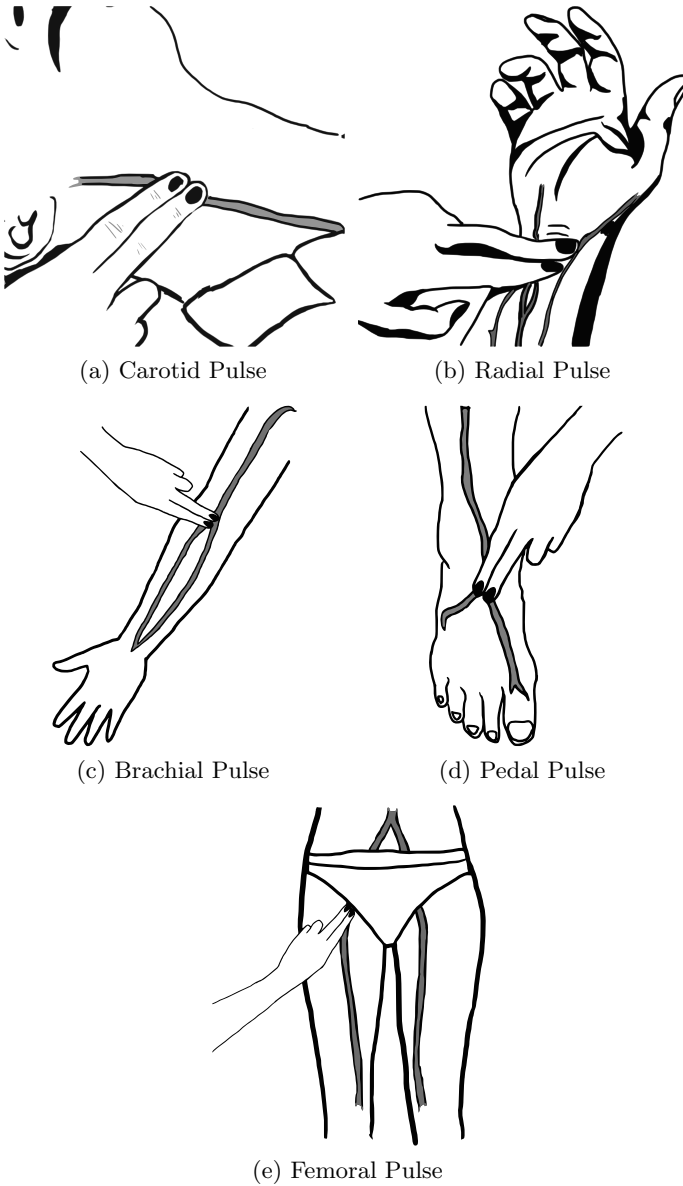 (a) Carotid Pulse
(b) Radial Pulse
(c) Brachial Pulse
(d) Pedal Pulse
(e) Femoral Pulse